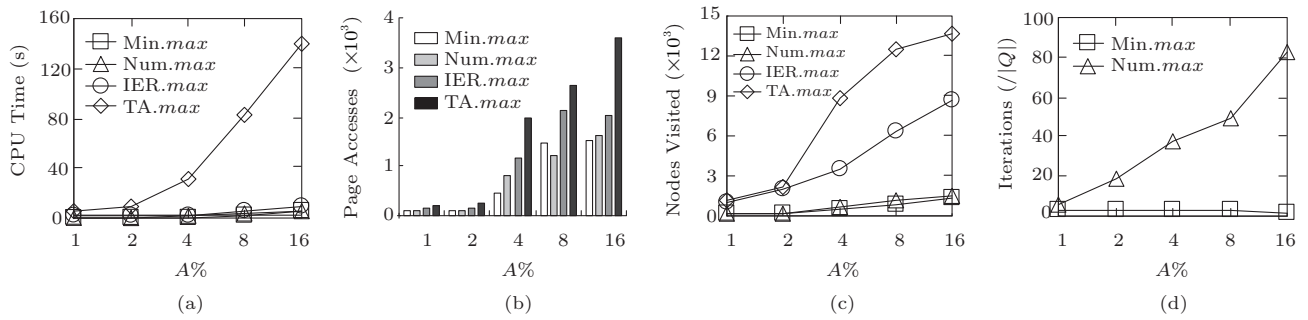 160
120
80
40
0
CPU Time (s)
Min.max
Num.max
IER.max
TA.max
1 2 4 8 16
A%
(a)
4
3
2
1
0
Page Accesses (×10³)
Min.max
Num.max
IER.max
TA.max
1 2 4 8 16
A%
(b)
15
12
9
6
3
0
Nodes Visited (×10³)
Min.max
Num.max
IER.max
TA.max
1 2 4 8 16
A%
(c)
100
80
60
40
20
0
Iterations (/|Q|)
Min.max
Num.max
1 2 4 8 16
A%
(d)